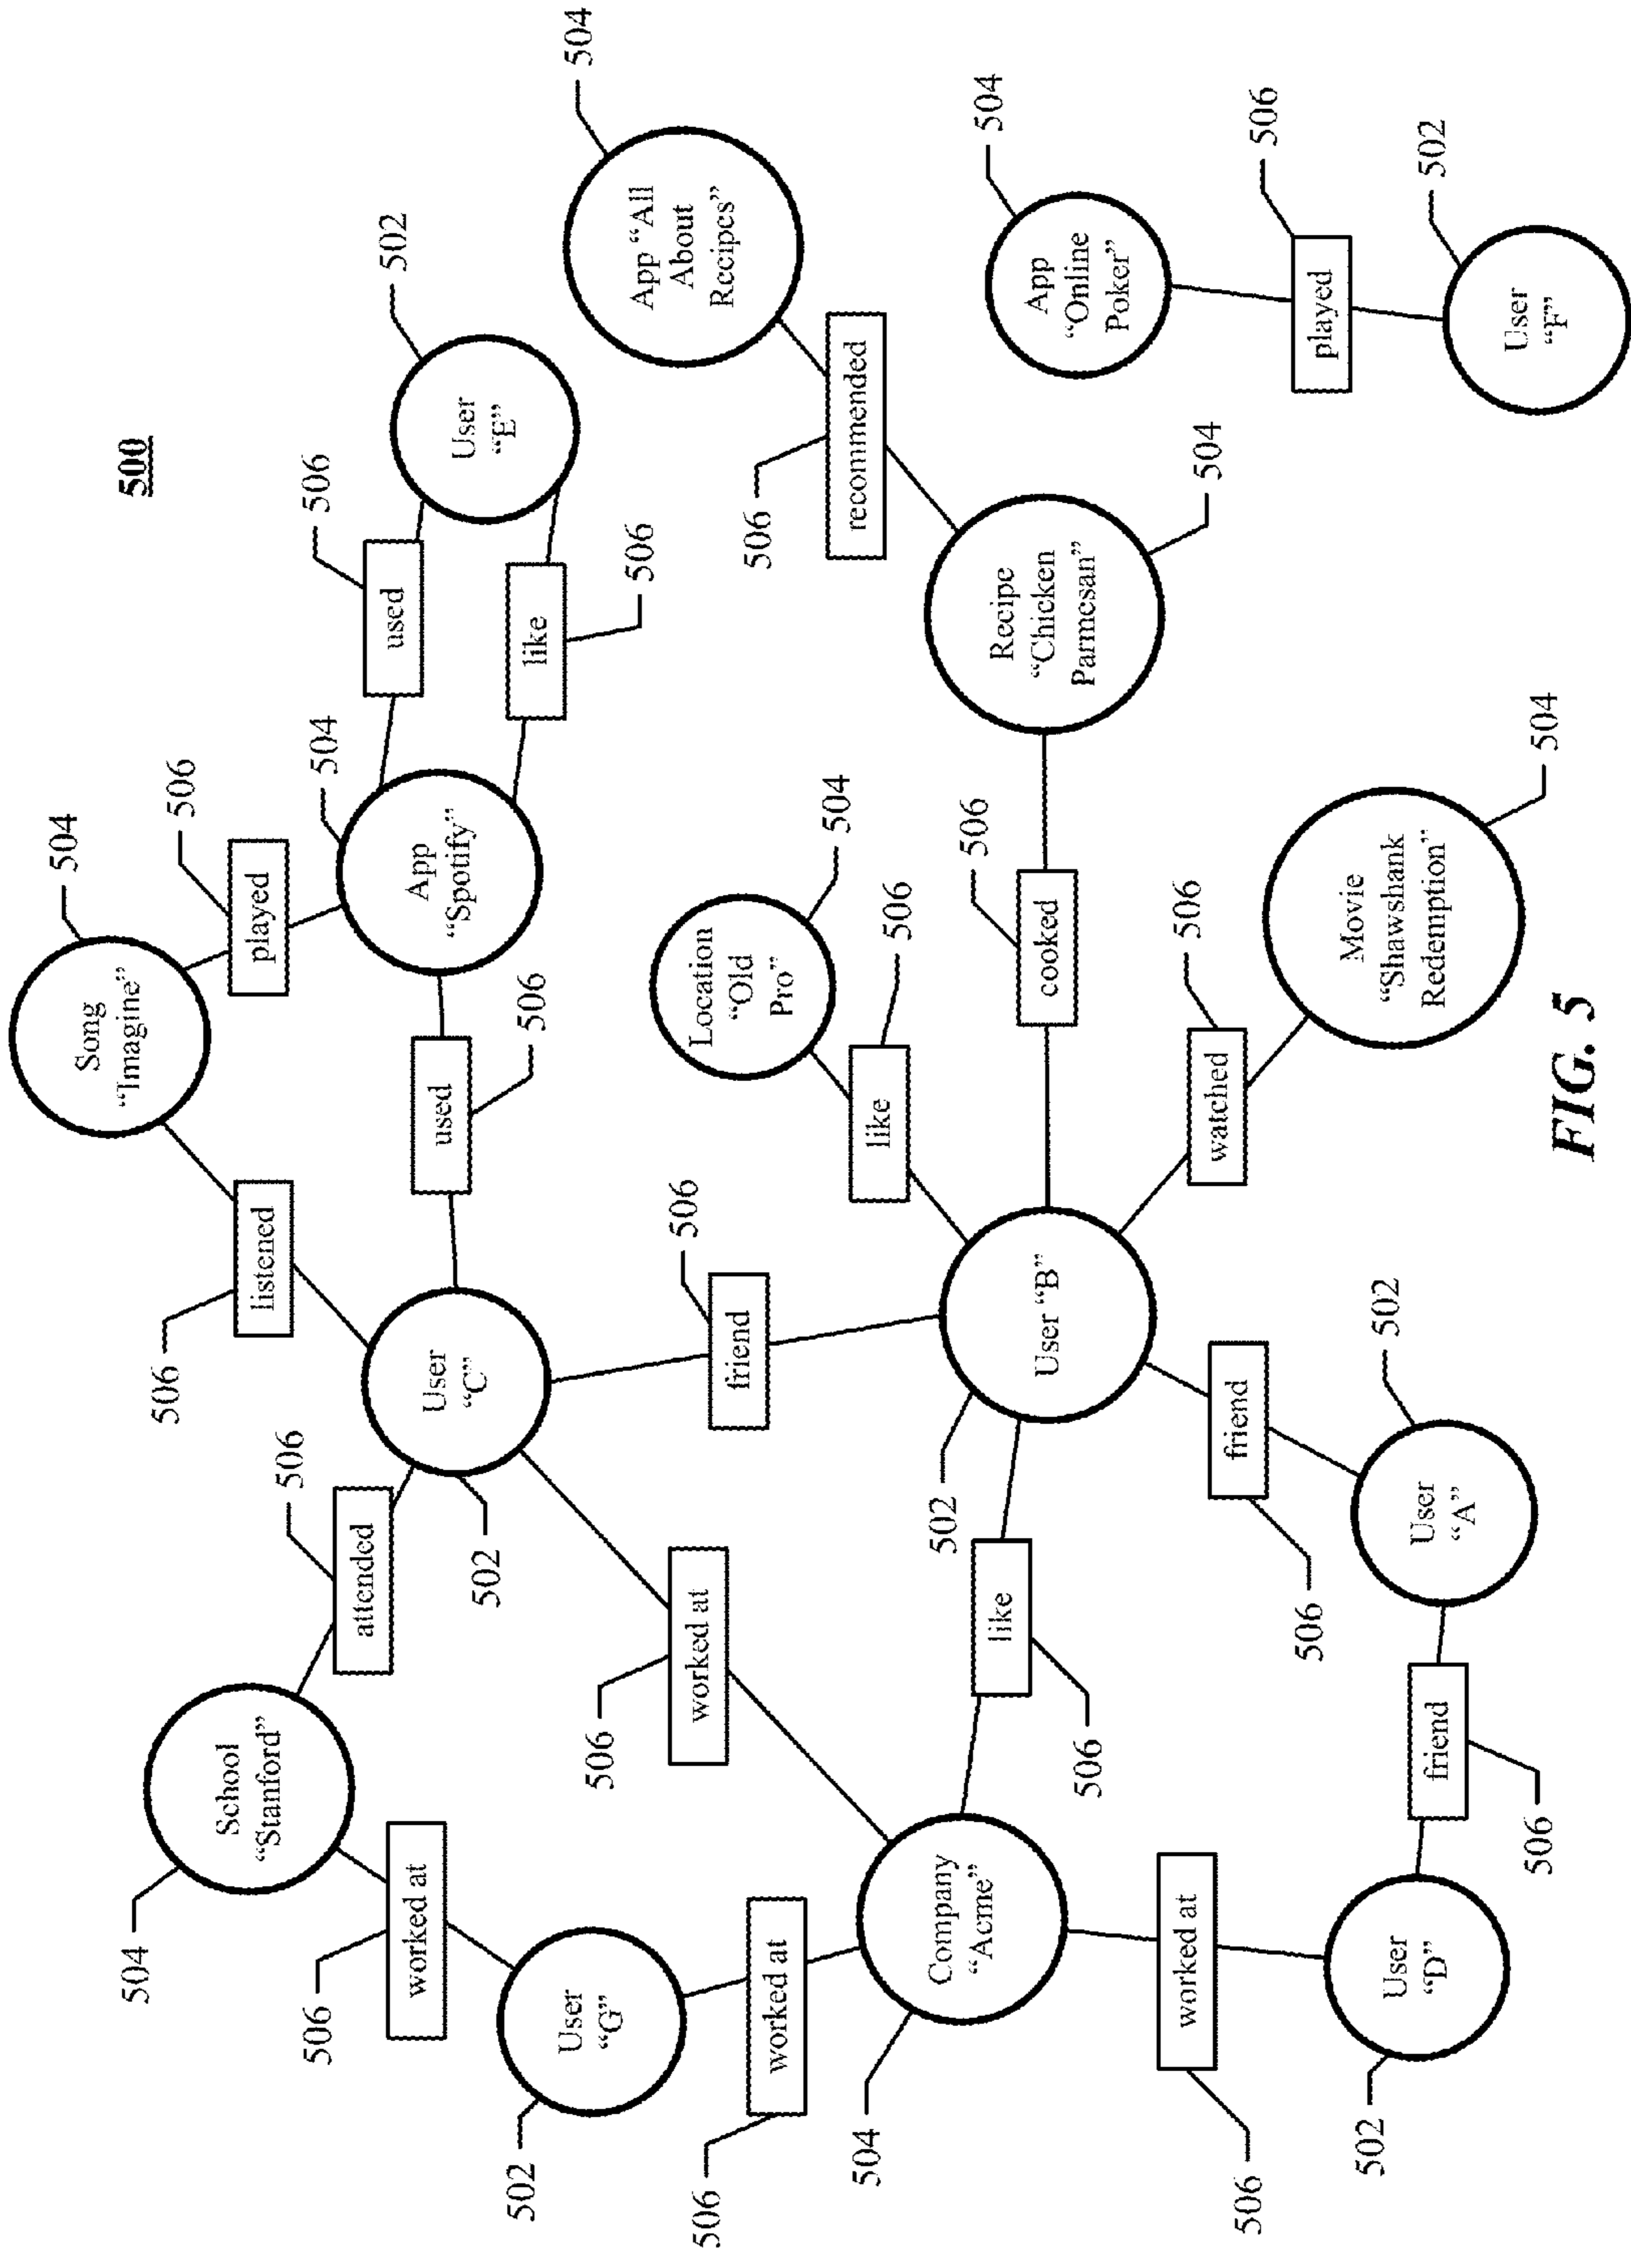 500
504
Song
“Imagine”
506
listened
506
played
504
504
School
“Stanford”
506
attended
506
worked at
502
User
“G”
502
User
“C”
506
used
App
“Spotify”
504
506
used
506
like
502
User
“E”
506
worked at
506
worked at
506
friend
Location
“Old
Pro”
504
like
506
504
App “All
About
Recipes”
506
recommended
504
Company
“Acme”
like
506
502
User “B”
506
cooked
Recipe
“Chicken
Parmesan”
504
504
App
“Online
Poker”
506
worked at
friend
506
506
watched
506
played
502
User
“D”
friend
506
502
User
“A”
Movie
“Shawshank
Redemption”
504
502
User
“F”
FIG. 5